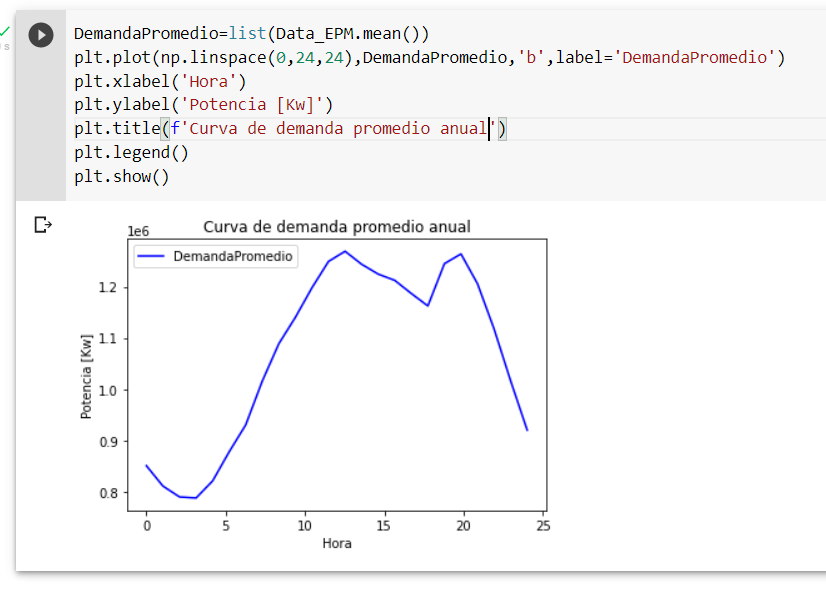 DemandaPromedio=list(Data_EPM.mean())
plt.plot(np.linspace(0,24,24),DemandaPromedio,'b',label='DemandaPromedio')
plt.xlabel('Hora')
plt.ylabel('Potencia [Kw]')
plt.title(f'Curva de demanda promedio anual')
plt.legend()
plt.show()
Curva de demanda promedio anual
1e6
DemandaPromedio
1.2
1.1
1.0
0.9
0.8
Potencia [Kw]
0 5 10 15 20 25
Hora